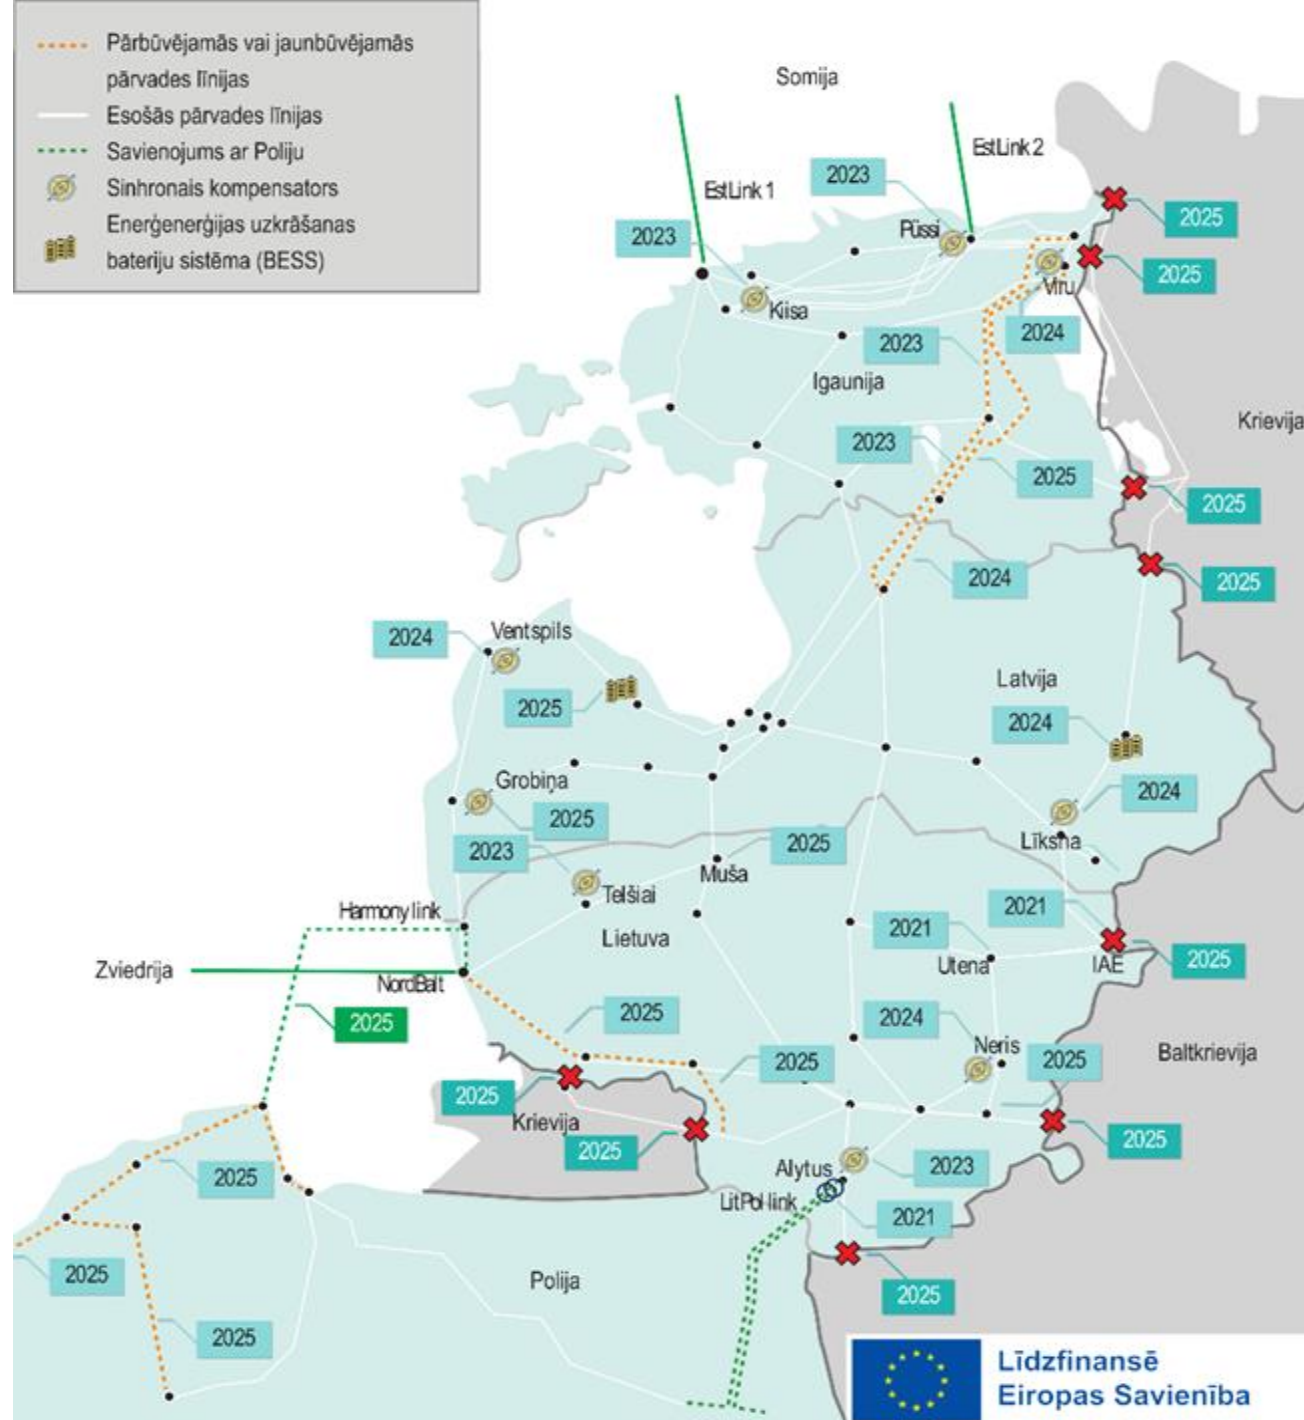 Pārbūvējamās vai jaunbūvējamās
pārvades līnijas
Esošās pārvades līnijas
Savienojums ar Poliju
Sinhronais kompensators
Enerģenerģijas uzkrāšanas
bateriju sistēma (BESS)
Somija
EstLink 2
2023
EstLink 1
2025
2023
Püssi
2025
Viru
Kiisa
2024
2023
Igaunija
Krievija
2023
2025
2025
2024
2025
2024
Ventspils
Latvija
2025
2024
Grobiņa
2024
2025
2023
2025
Līksna
Muša
Telšiai
2021
Harmony link
2021
Lietuva
Zviedrija
Utena
IAE
2025
NordBalt
2025
2025
2024
Neris
2025
Baltkrievija
2025
2025
Krievija
2025
2025
Alytus
2023
2025
LitPol link
2021
2025
Polija
2025
2025
Līdzfinansē
Eiropas Savienība